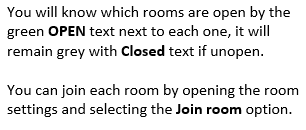 You will know which rooms are open by the
green OPEN text next to each one, it will
remain grey with Closed text if unopen.

You can join each room by opening the room
settings and selecting the Join room option.